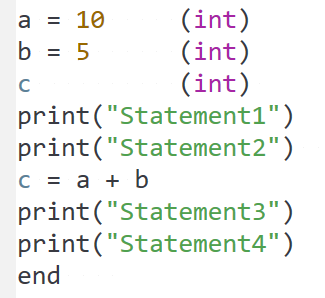 a = 10     (int)
b = 5      (int)
c          (int)
print("Statement1")
print("Statement2")
c = a + b
print("Statement3")
print("Statement4")
end